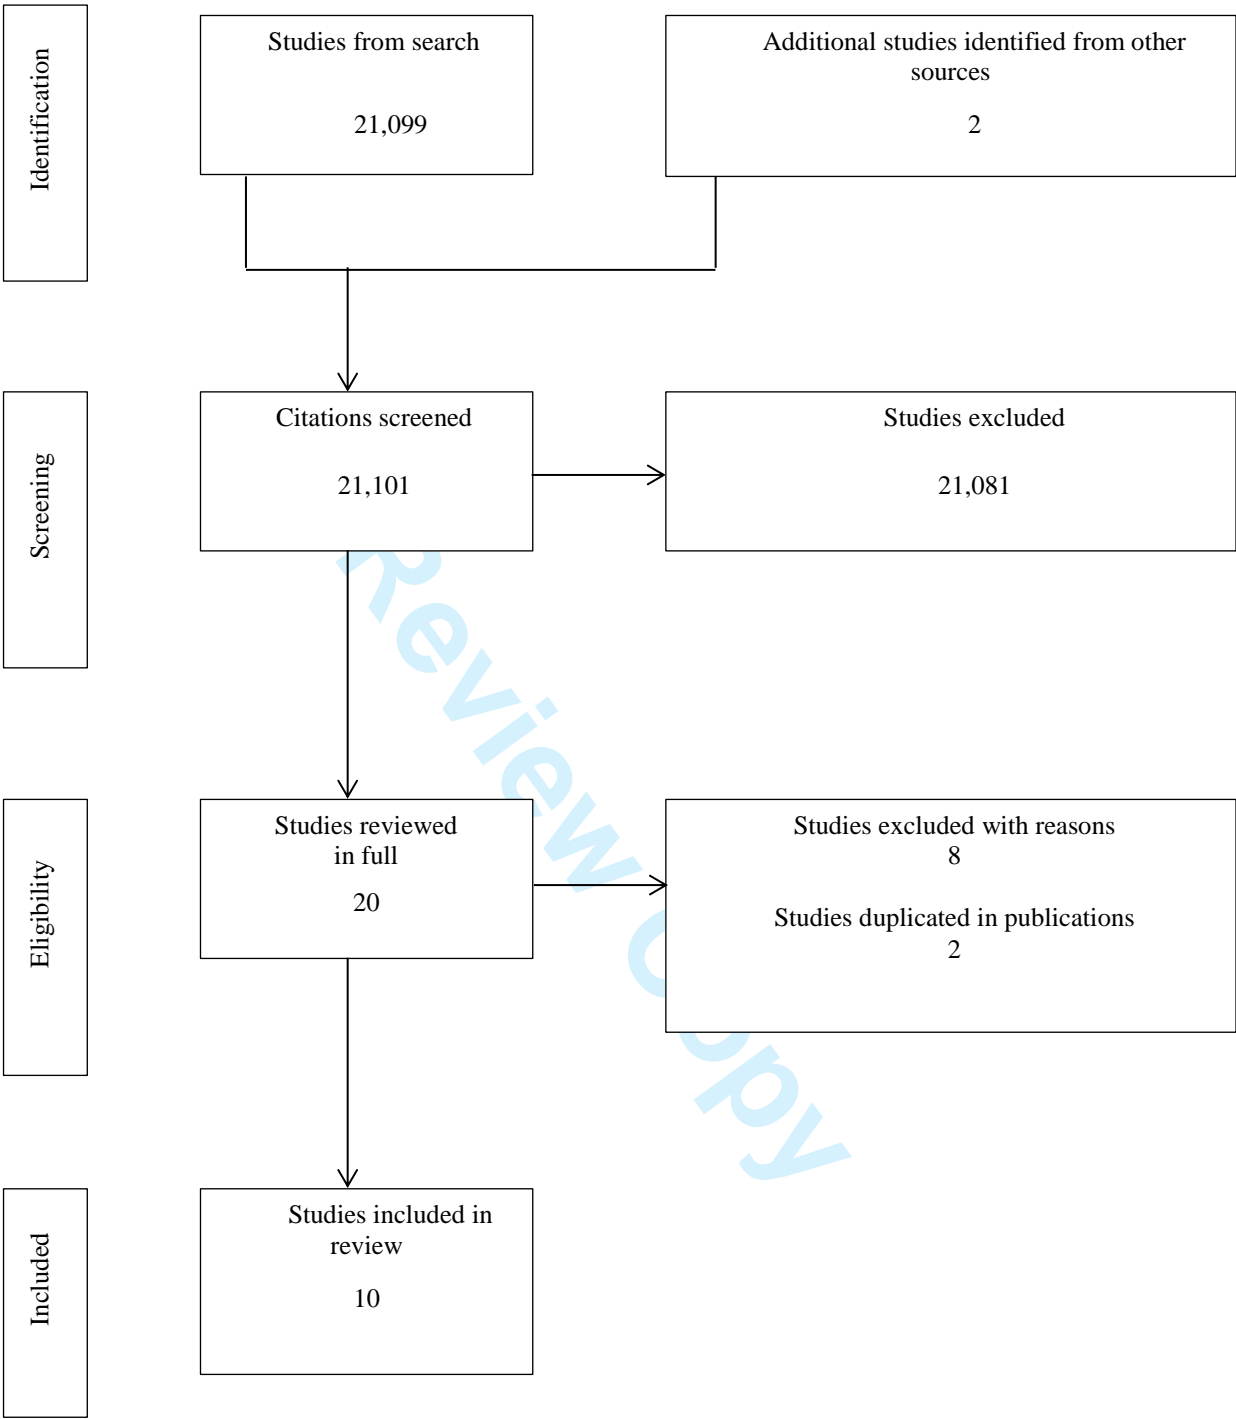 Identification
Studies from search
21,099
Additional studies identified from other
sources
2
Screening
Citations screened
21,101
Studies excluded
21,081
Eligibility
Studies reviewed
in full
20
Studies excluded with reasons
8
Studies duplicated in publications
2
Included
Studies included in
review
10
Review Copy